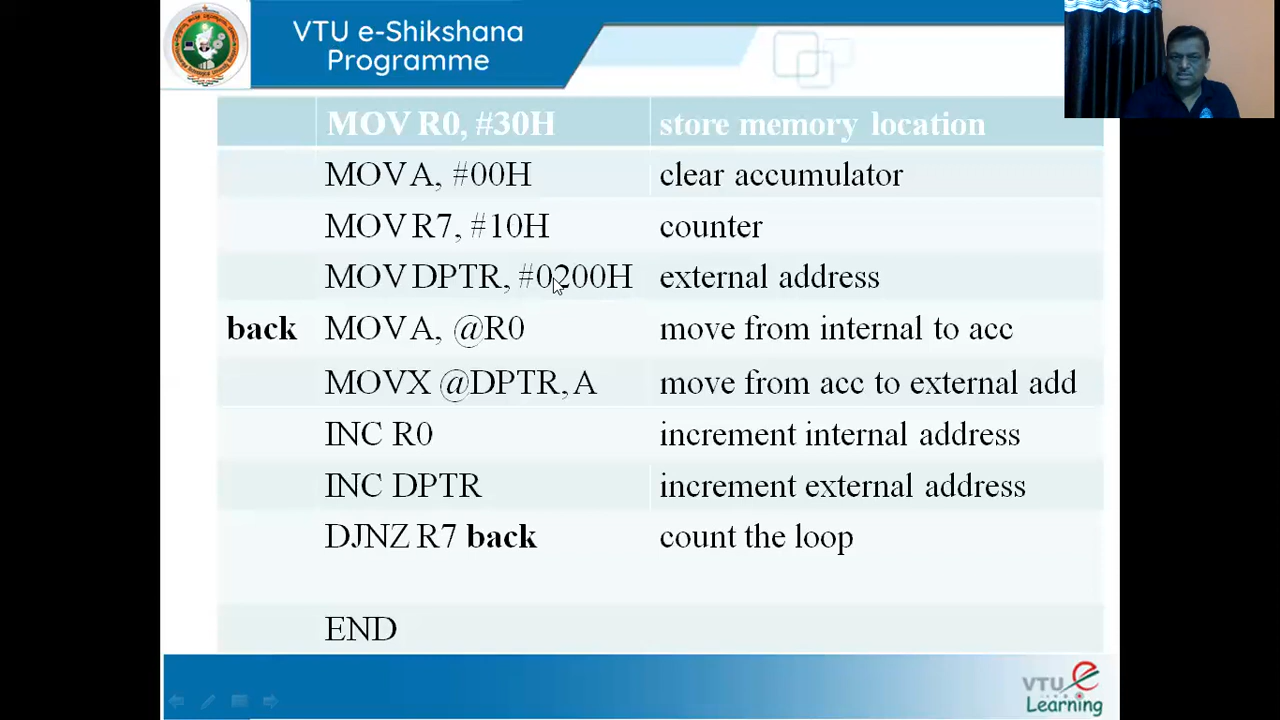 VTU e-Shikshana
Programme
MOV R0, #30H store memory location
MOV A, #00H clear accumulator
MOV R7, #10H counter
MOV DPTR, #0200H external address
back MOV A, @R0 move from internal to acc
MOVX @DPTR, A move from acc to external add
INC R0 increment internal address
INC DPTR increment external address
DJNZ R7 back count the loop
END
VTU e
Learning